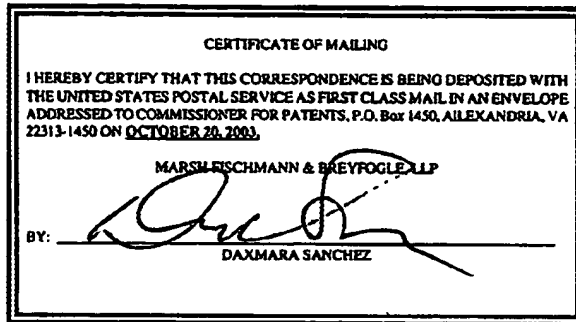 CERTIFICATE OF MAILING
I HEREBY CERTIFY THAT THIS CORRESPONDENCE IS BEING DEPOSITED WITH
THE UNITED STATES POSTAL SERVICE AS FIRST CLASS MAIL IN AN ENVELOPE
ADDRESSED TO COMMISSIONER FOR PATENTS, P.O. Box 1450, ALEXANDRIA, VA
22313-1450 ON OCTOBER 20, 2003.
MARSH FISCHMANN & BREYFOGLE LLP
BY:
DAXMARA SANCHEZ